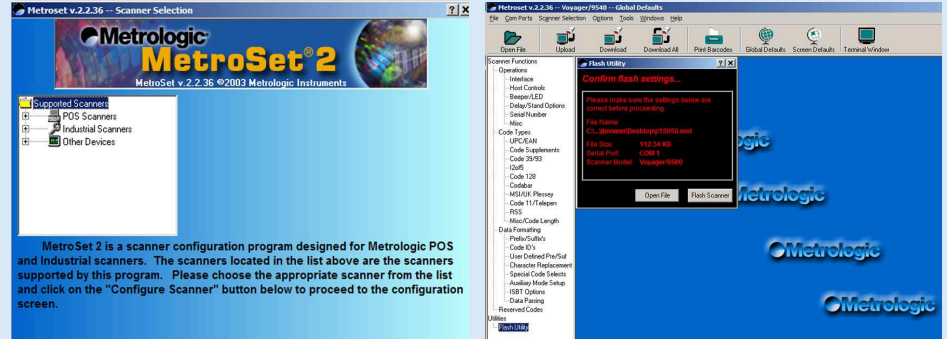 Metroset v.2.2.36 -- Scanner Selection
Metrologic
MetroSet®2
MetroSet v.2.2.36 ©2003 Metrologic Instruments
Supported Scanners
POS Scanners
Industrial Scanners
Other Devices
MetroSet 2 is a scanner configuration program designed for Metrologic POS
and Industrial scanners. The scanners located in the list above are the scanners
supported by this program. Please choose the appropriate scanner from the list
and click on the "Configure Scanner" button below to proceed to the configuration
screen.
Metroset v.2.2.36 -- Voyager/9540 -- Global Defaults
File Com Ports Scanner Selection Options Tools Windows Help
Open File Upload Download Download All Print Barcodes Global Defaults Screen Defaults Terminal Window
Scanner Functions
Operations
Interface
Host Controls
Beeper/LED
Delay/Stand Options
Serial Number
Misc
Code Types
UPC/EAN
Code Supplements
Code 39/93
I2of5
Code 128
Codabar
MSI/UK Plessey
Code 11/Telepen
RSS
Misc/Code Length
Data Formatting
Prefix/Suffix's
Code ID's
User Defined Pre/Suf
Character Replacement
Special Code Selects
Auxiliary Mode Setup
ISBT Options
Data Parsing
Reserved Codes
Utilities
Flash Utility
Flash Utility
Confirm flash settings...
Please make sure the settings below are
correct before proceeding.
File Name:
File Size: 112.34 KB
Serial Port: COM 1
Scanner Model: Voyager/9500
Open File Flash Scanner
ogic
Metrologic
Metrologic
Metrologic